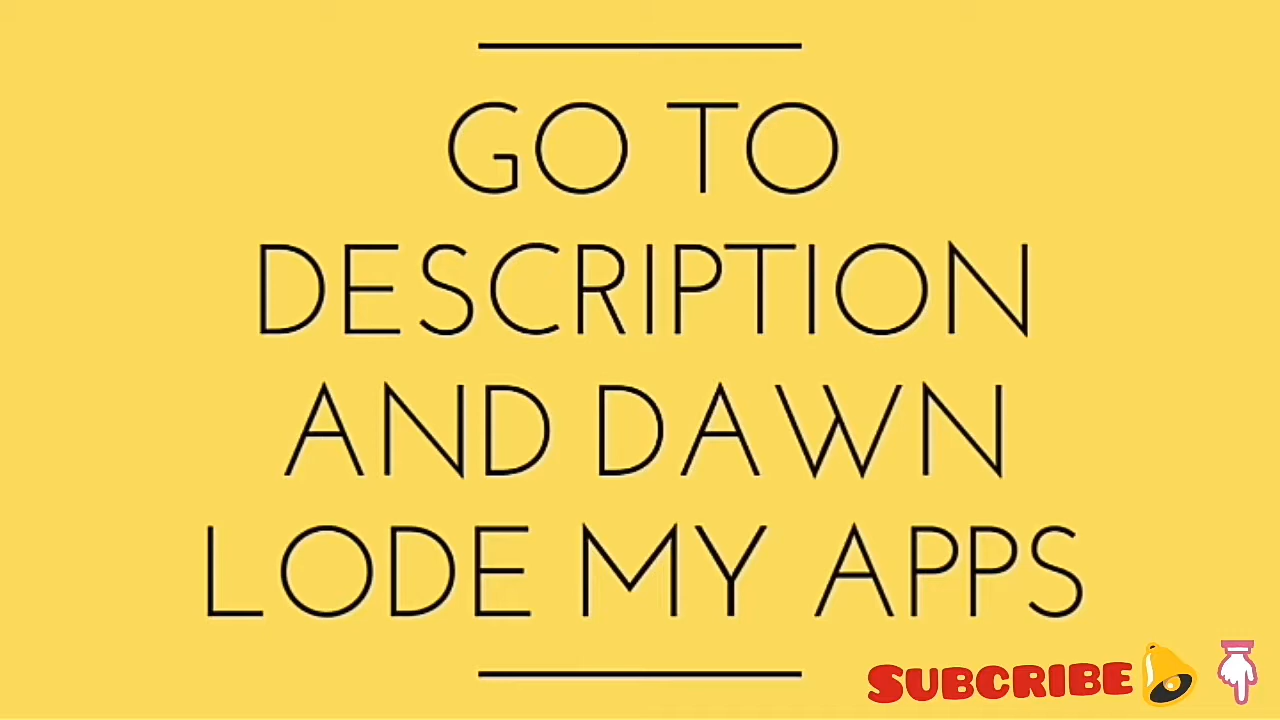 GO TO
DESCRIPTION
AND DAWN
LODE MY APPS
SUBCRIBE